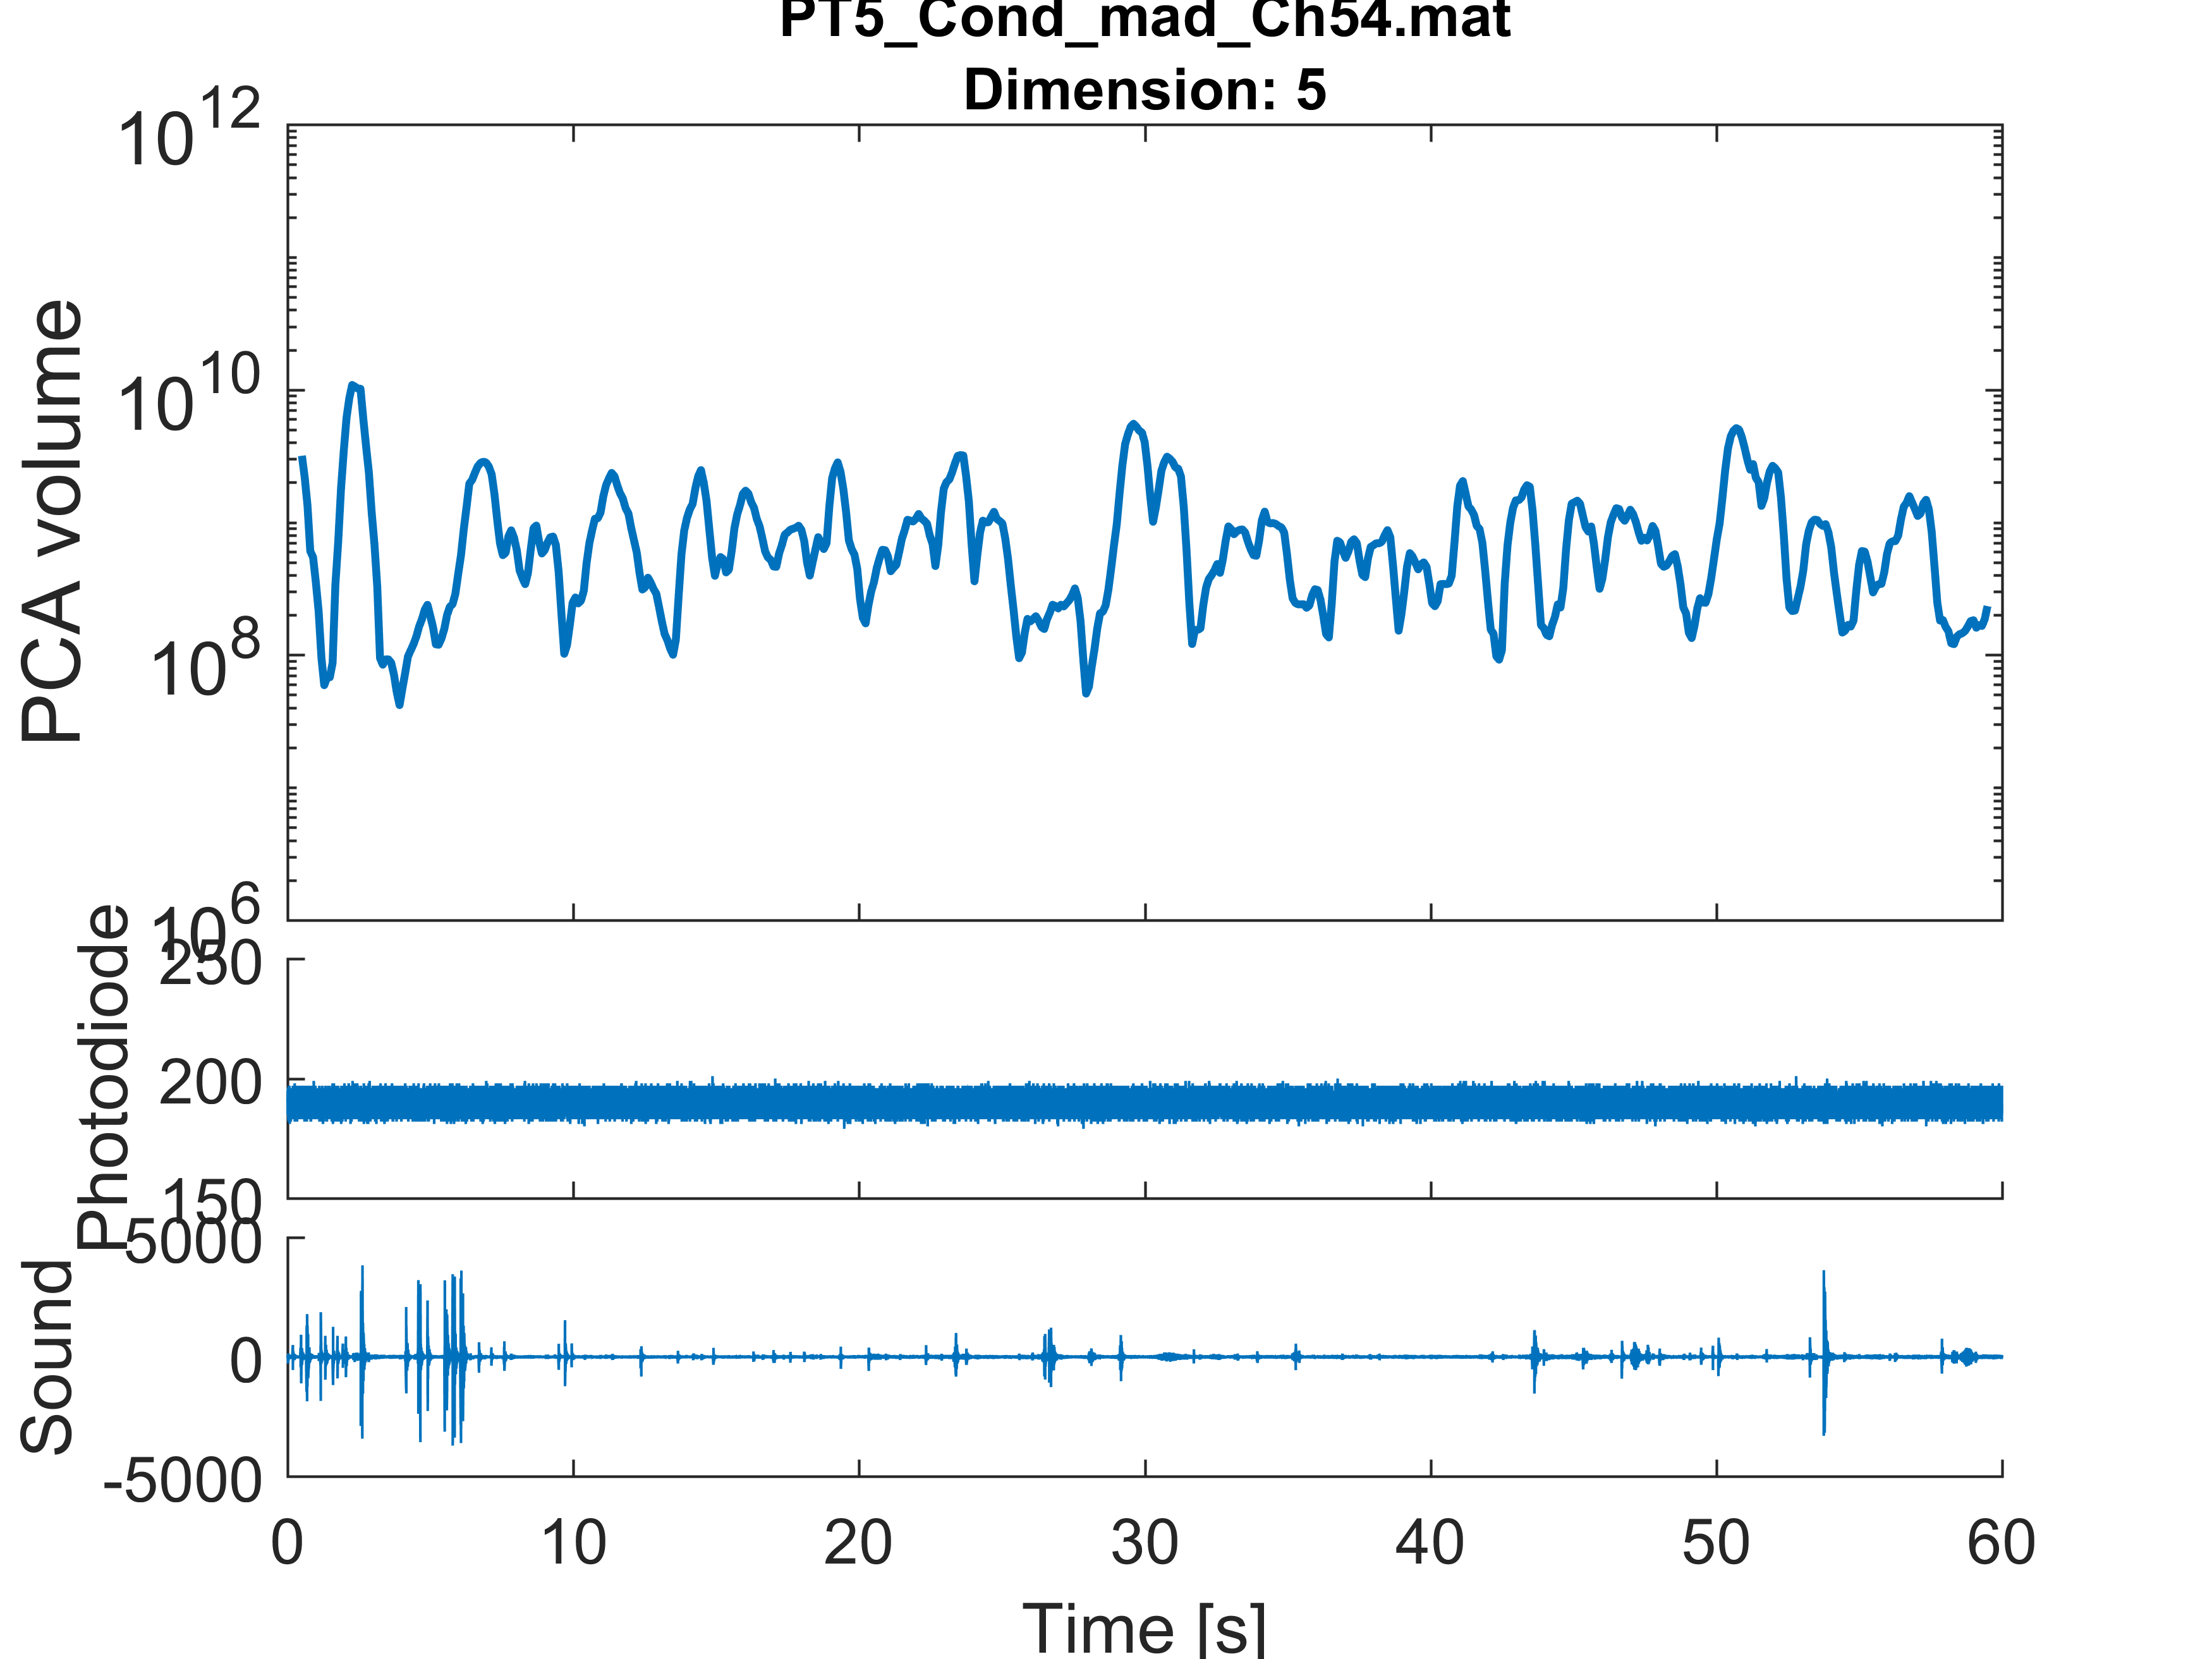 PT5_Cond_mad_Ch54.mat
Dimension: 5
10^12
10^10
10^8
10^6
PCA volume
250
200
150
Photodiode
5000
0
-5000
Sound
0 10 20 30 40 50 60
Time [s]